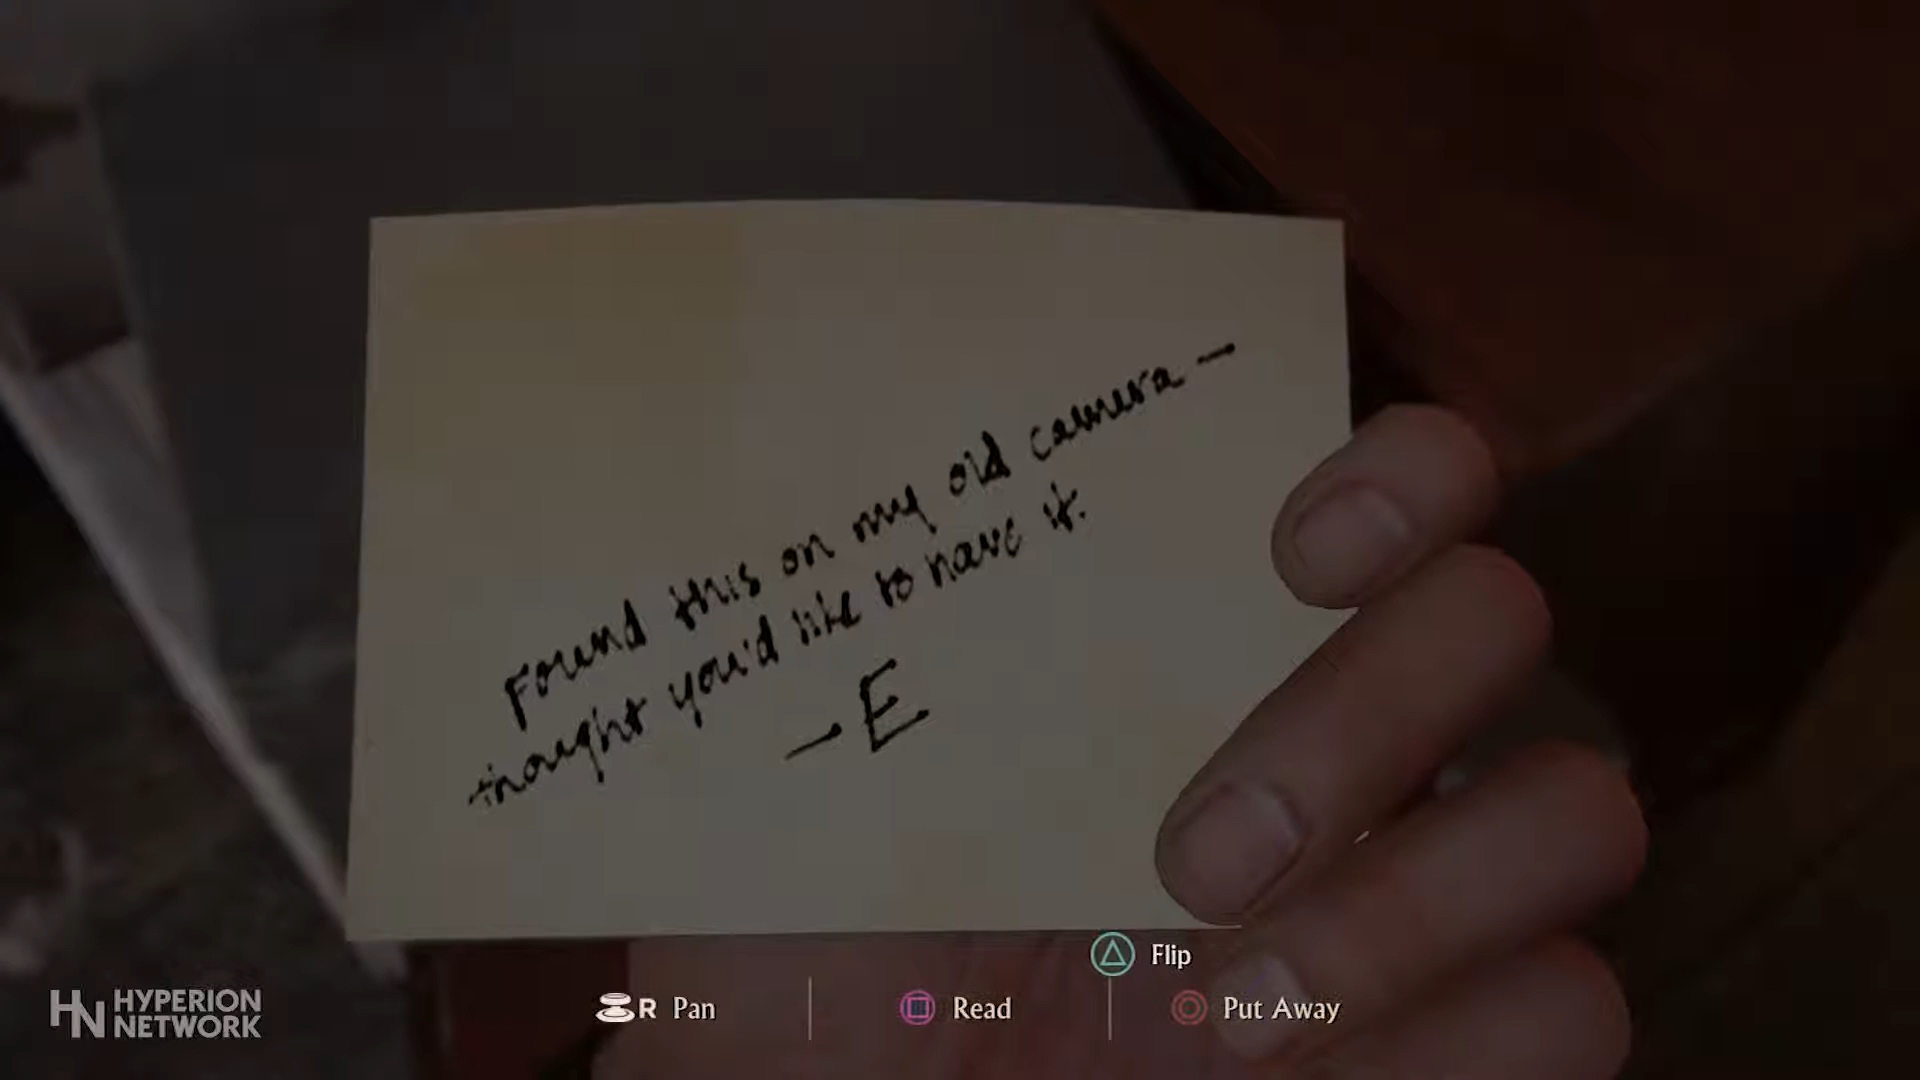 Found this on my old camera —
thought you'd like to have it.
— E
Flip
R Pan
Read
Put Away
HN HYPERION
NETWORK